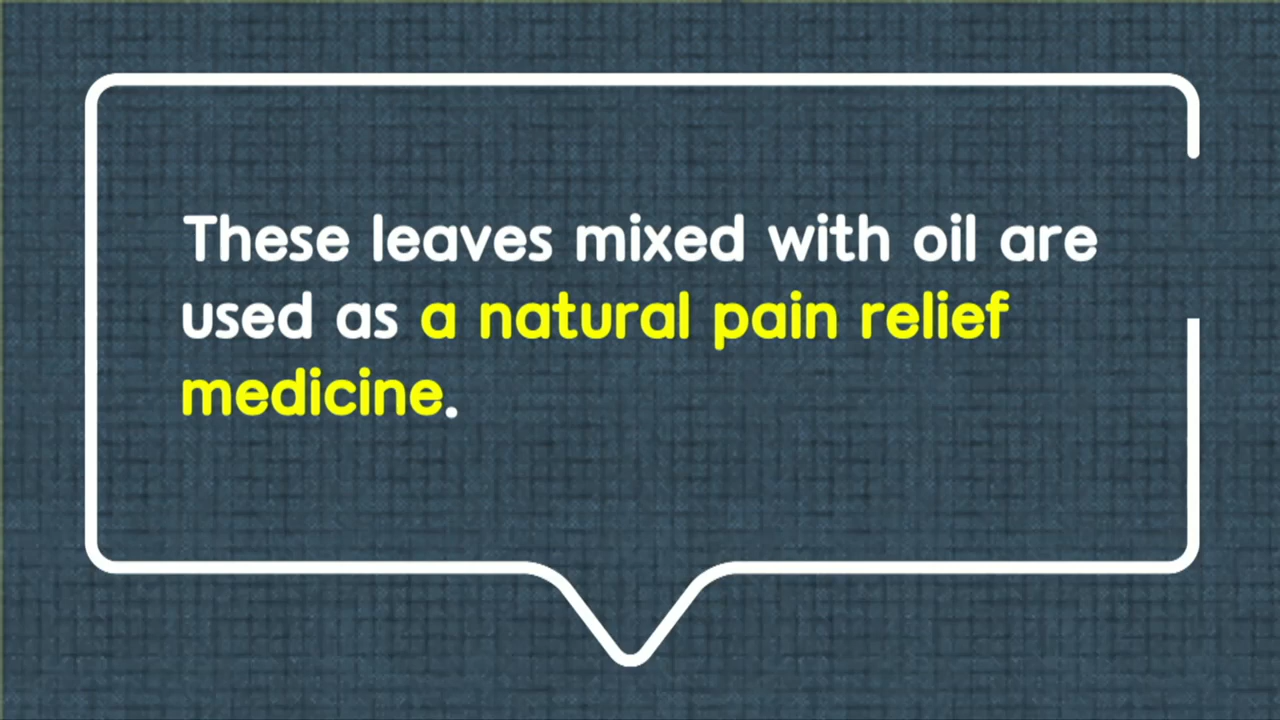 These leaves mixed with oil are
used as a natural pain relief
medicine.